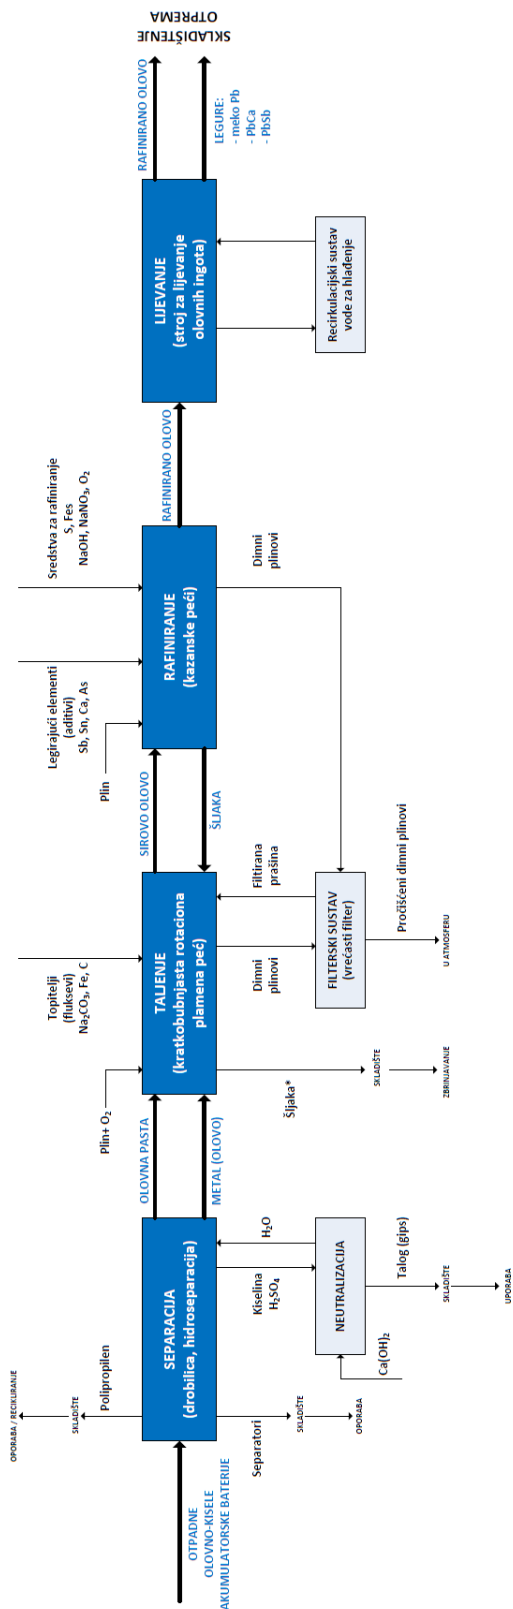 OTPADNE
OLOVNO-KISELE
AKUMULATORSKE BATERIJE
OPORABA / RECIKLIRANJE
SKLADIŠTE
Polipropilen
SEPARACIJA
(drobilica, hidroseparacija)
Separatori
SKLADIŠTE
OPORABA
Kiselina
H₂SO₄
H₂O
NEUTRALIZACIJA
Ca(OH)₂
Talog (gips)
SKLADIŠTE
UPORABA
OLOVNA PASTA
METAL (OLOVO)
Plin+ O₂
Topitelji
(fluksevi)
Na₂CO₃, Fe, C
TALJENJE
(kratkobubnjasta rotaciona
plamena peć)
Šljaka*
SKLADIŠTE
ZBRINJAVANJE
Dimni
plinovi
Filtirana
prašina
FILTERSKI SUSTAV
(vrećasti filter)
Pročišćeni dimni plinovi
U ATMOSFERU
SIROVO OLOVO
ŠLJAKA
Plin
Legirajući elementi
(aditivi)
Sb, Sn, Ca, As
Sredstva za rafiniranje
S, Fes
NaOH, NaNO₃, O₂
RAFINIRANJE
(kazanske peći)
Dimni
plinovi
RAFINIRANO OLOVO
LIJEVANJE
(stroj za lijevanje
olovnih ingota)
Recirkulacijski sustav
vode za hlađenje
RAFINIRANO OLOVO
LEGURE:
- meko Pb
- PbCa
- PbSb
SKLADIŠTENJE
OTPREMA